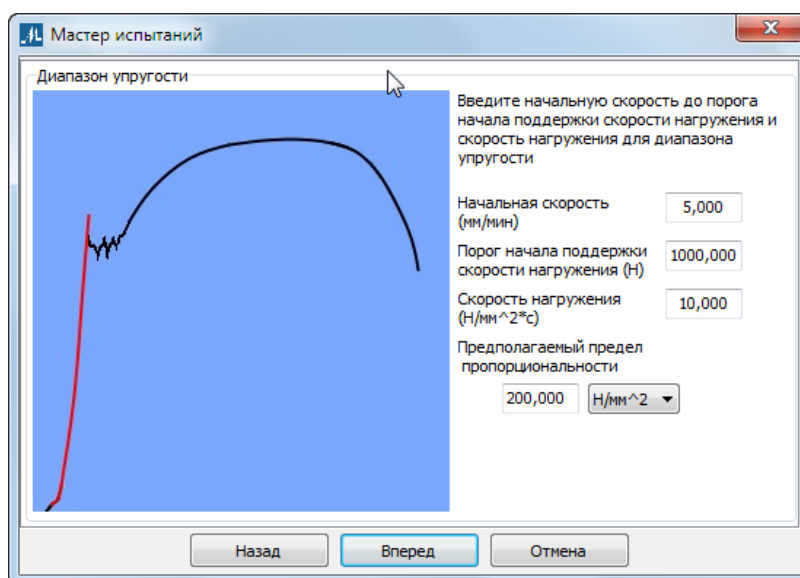 Мастер испытаний
Диапазон упругости
Введите начальную скорость до порога
начала поддержки скорости нагружения и
скорость нагружения для диапазона
упругости
Начальная скорость
(мм/мин)
5,000
Порог начала поддержки
скорости нагружения (Н)
1000,000
Скорость нагружения
(Н/мм^2*с)
10,000
Предполагаемый предел
пропорциональности
200,000
Н/мм^2
Назад
Вперед
Отмена